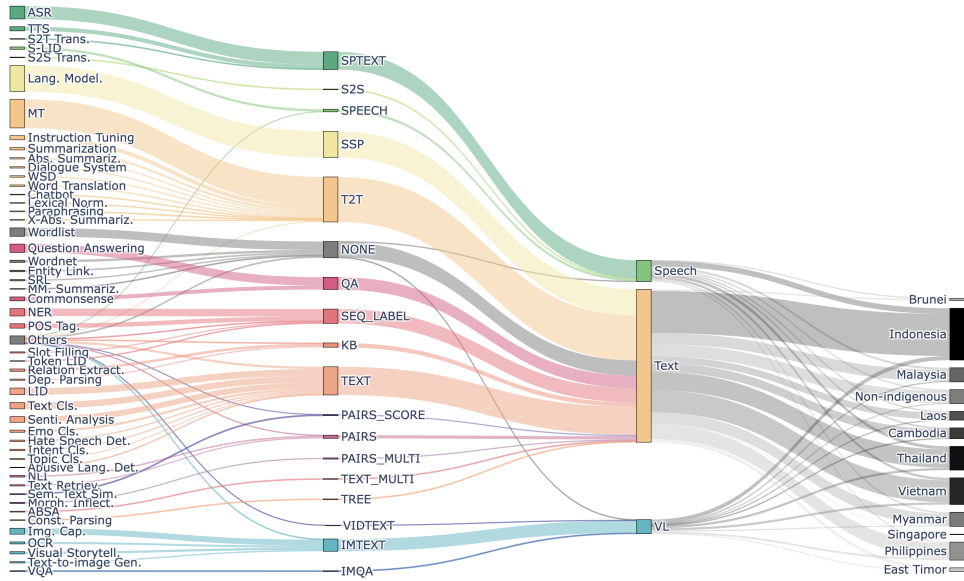 ASR
TTS
S2T Trans.
S-LID
S2S Trans.
Lang. Model.
MT
Instruction Tuning
Summarization
Abs. Summariz.
Dialogue System
WSD
Word Translation
Chatbot
Lexical Norm.
Paraphrasing
X-Abs. Summariz.
Wordlist
Question Answering
Wordnet
Entity Link.
SRL
MM. Summariz.
Commonsense
NER
POS Tag.
Others
Slot Filling
Token LID
Relation Extract.
Dep. Parsing
LID
Text Cls.
Senti. Analysis
Emo Cls.
Hate Speech Det.
Intent Cls.
Topic Cls.
Abusive Lang. Det.
NLI
Text Retriev.
Sem. Text Sim.
Morph. Inflect.
ABSA
Const. Parsing
Img. Cap.
OCR
Visual Storytell.
Text-to-image Gen.
VQA
SPTEXT
S2S
SPEECH
SSP
T2T
NONE
QA
SEQ_LABEL
KB
TEXT
PAIRS_SCORE
PAIRS
PAIRS_MULTI
TEXT_MULTI
TREE
VIDTEXT
IMTEXT
IMQA
Speech
Text
VL
Brunei
Indonesia
Malaysia
Non-indigenous
Laos
Cambodia
Thailand
Vietnam
Myanmar
Singapore
Philippines
East Timor